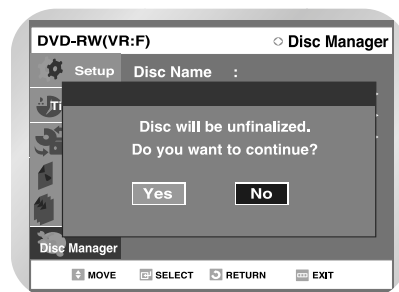 DVD-RW(VR:F) Disc Manager
Setup Disc Name :
Ti
Disc will be unfinalized.
Do you want to continue?
Yes No
Disc Manager
MOVE SELECT RETURN EXIT